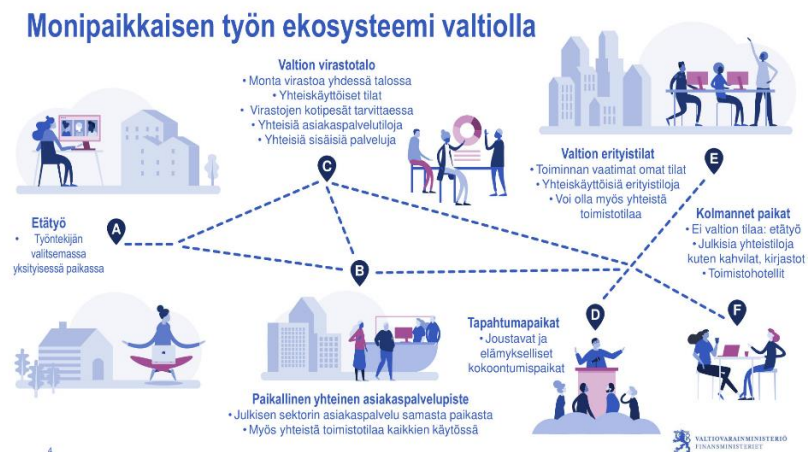 Monipaikkaisen työn ekosysteemi valtiolla
Valtion virastotalo
• Monta virastoa yhdessä talossa
• Yhteiskäyttöiset tilat
• Virastojen kotipesät tarvittaessa
• Yhteisiä asiakaspalvelutiloja
• Yhteisiä sisäisiä palveluja
C
Valtion erityistilat
• Toiminnan vaatimat omat tilat
• Yhteiskäyttöisiä erityistiloja
• Voi olla myös yhteistä
toimistotilaa
E
Etätyö
• Työntekijän
valitsemassa
yksityisessä paikassa
A
Kolmannet paikat
• Ei valtion tilaa: etätyö
• Julkisia yhteistiloja
kuten kahvilat, kirjastot
• Toimistohotellit
B
D
F
Tapahtumapaikat
• Joustavat ja
elämykselliset
kokoontumispaikat
Paikallinen yhteinen asiakaspalvelupiste
• Julkisen sektorin asiakaspalvelu samasta paikasta
• Myös yhteistä toimistotilaa kaikkien käytössä
VALTIOVARAINMINISTERIÖ
FINANSMINISTERIET